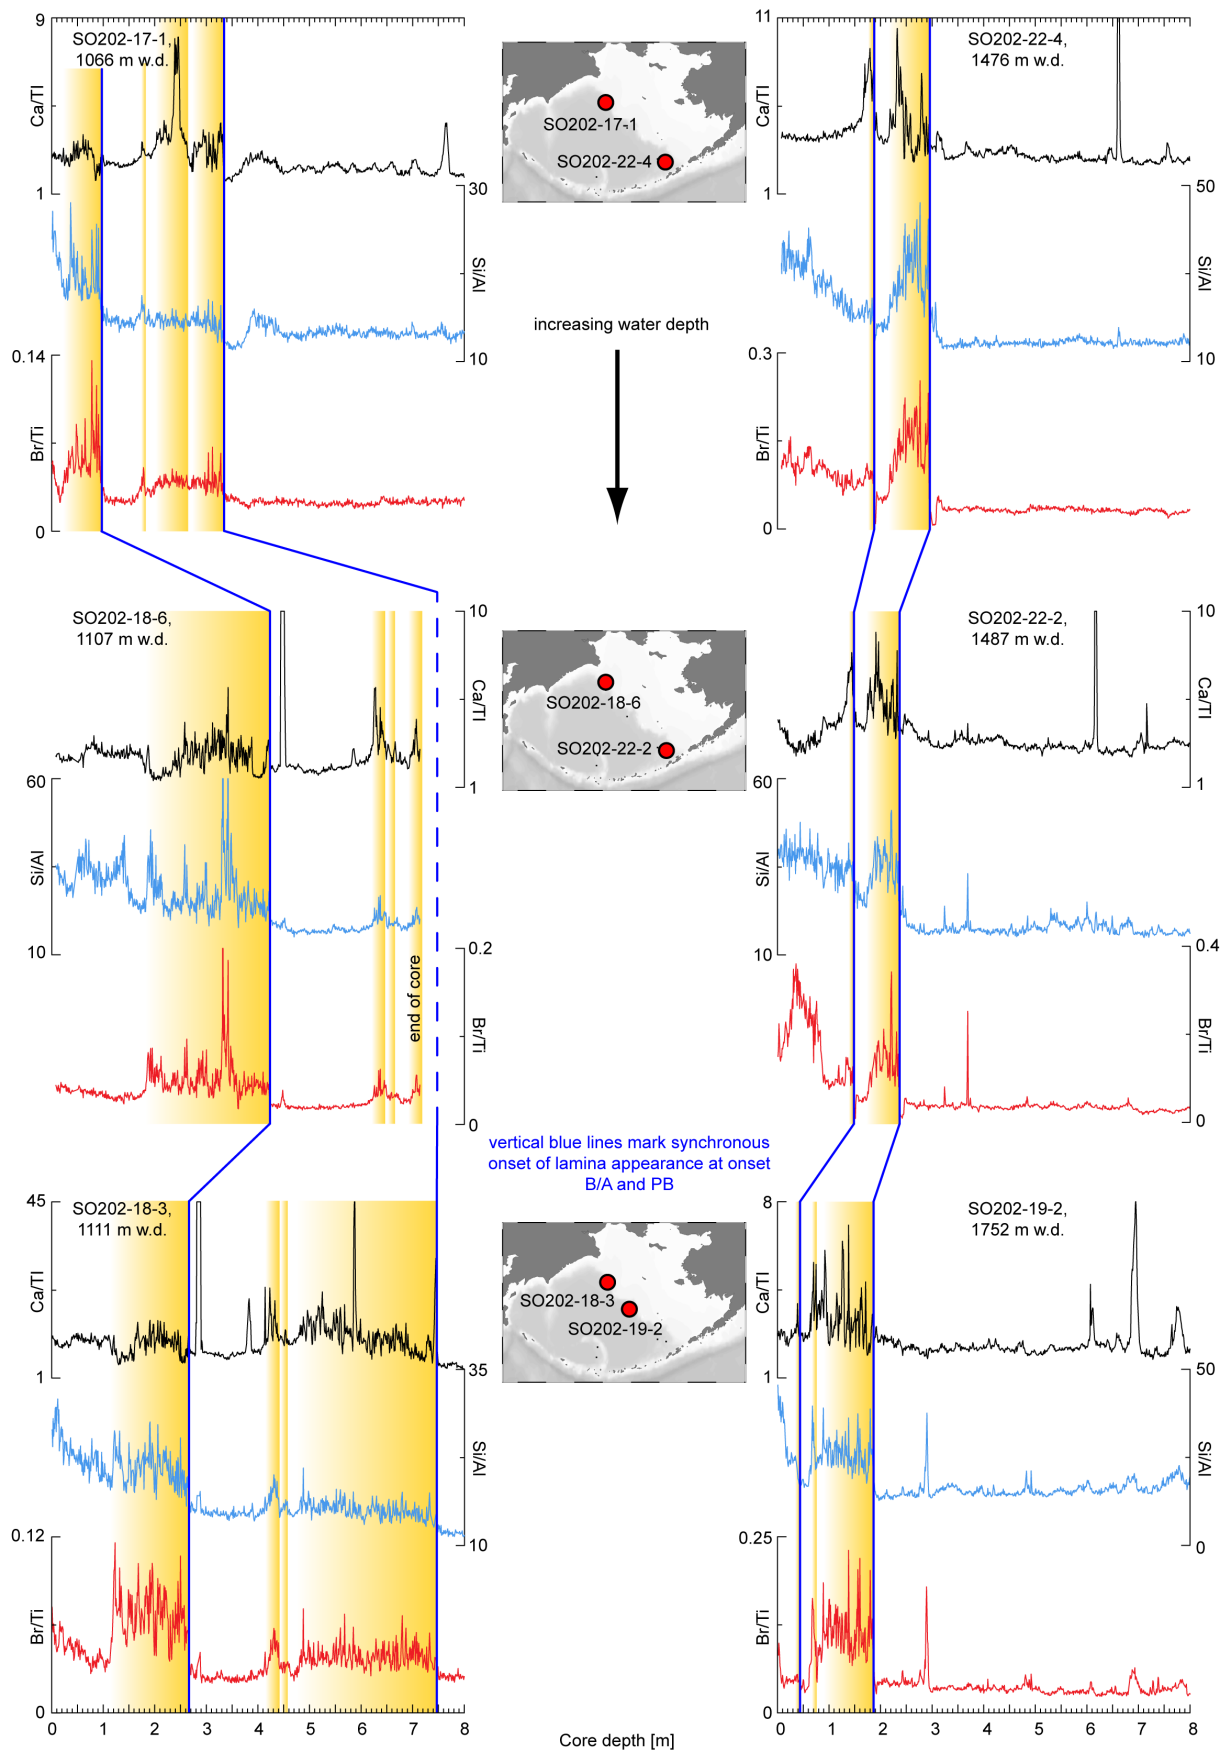 9
SO202-17-1,
1066 m w.d.
Ca/TI
1
30
Si/Al
10
0.14
Br/Ti
0
SO202-17-1
SO202-22-4
11
SO202-22-4,
1476 m w.d.
Ca/TI
1
50
Si/Al
10
0.3
Br/Ti
0
increasing water depth
SO202-18-6,
1107 m w.d.
10
Ca/TI
1
60
Si/Al
10
0.2
Br/Ti
0
end of core
SO202-18-6
SO202-22-2
SO202-22-2,
1487 m w.d.
10
Ca/TI
1
60
Si/Al
10
0.4
Br/Ti
0
vertical blue lines mark synchronous
onset of lamina appearance at onset
B/A and PB
45
SO202-18-3,
1111 m w.d.
Ca/TI
1
35
Si/Al
10
0.12
Br/Ti
0
0 1 2 3 4 5 6 7 8
SO202-18-3
SO202-19-2
8
SO202-19-2,
1752 m w.d.
Ca/TI
1
50
Si/Al
0
0.25
Br/Ti
0
0 1 2 3 4 5 6 7 8
Core depth [m]